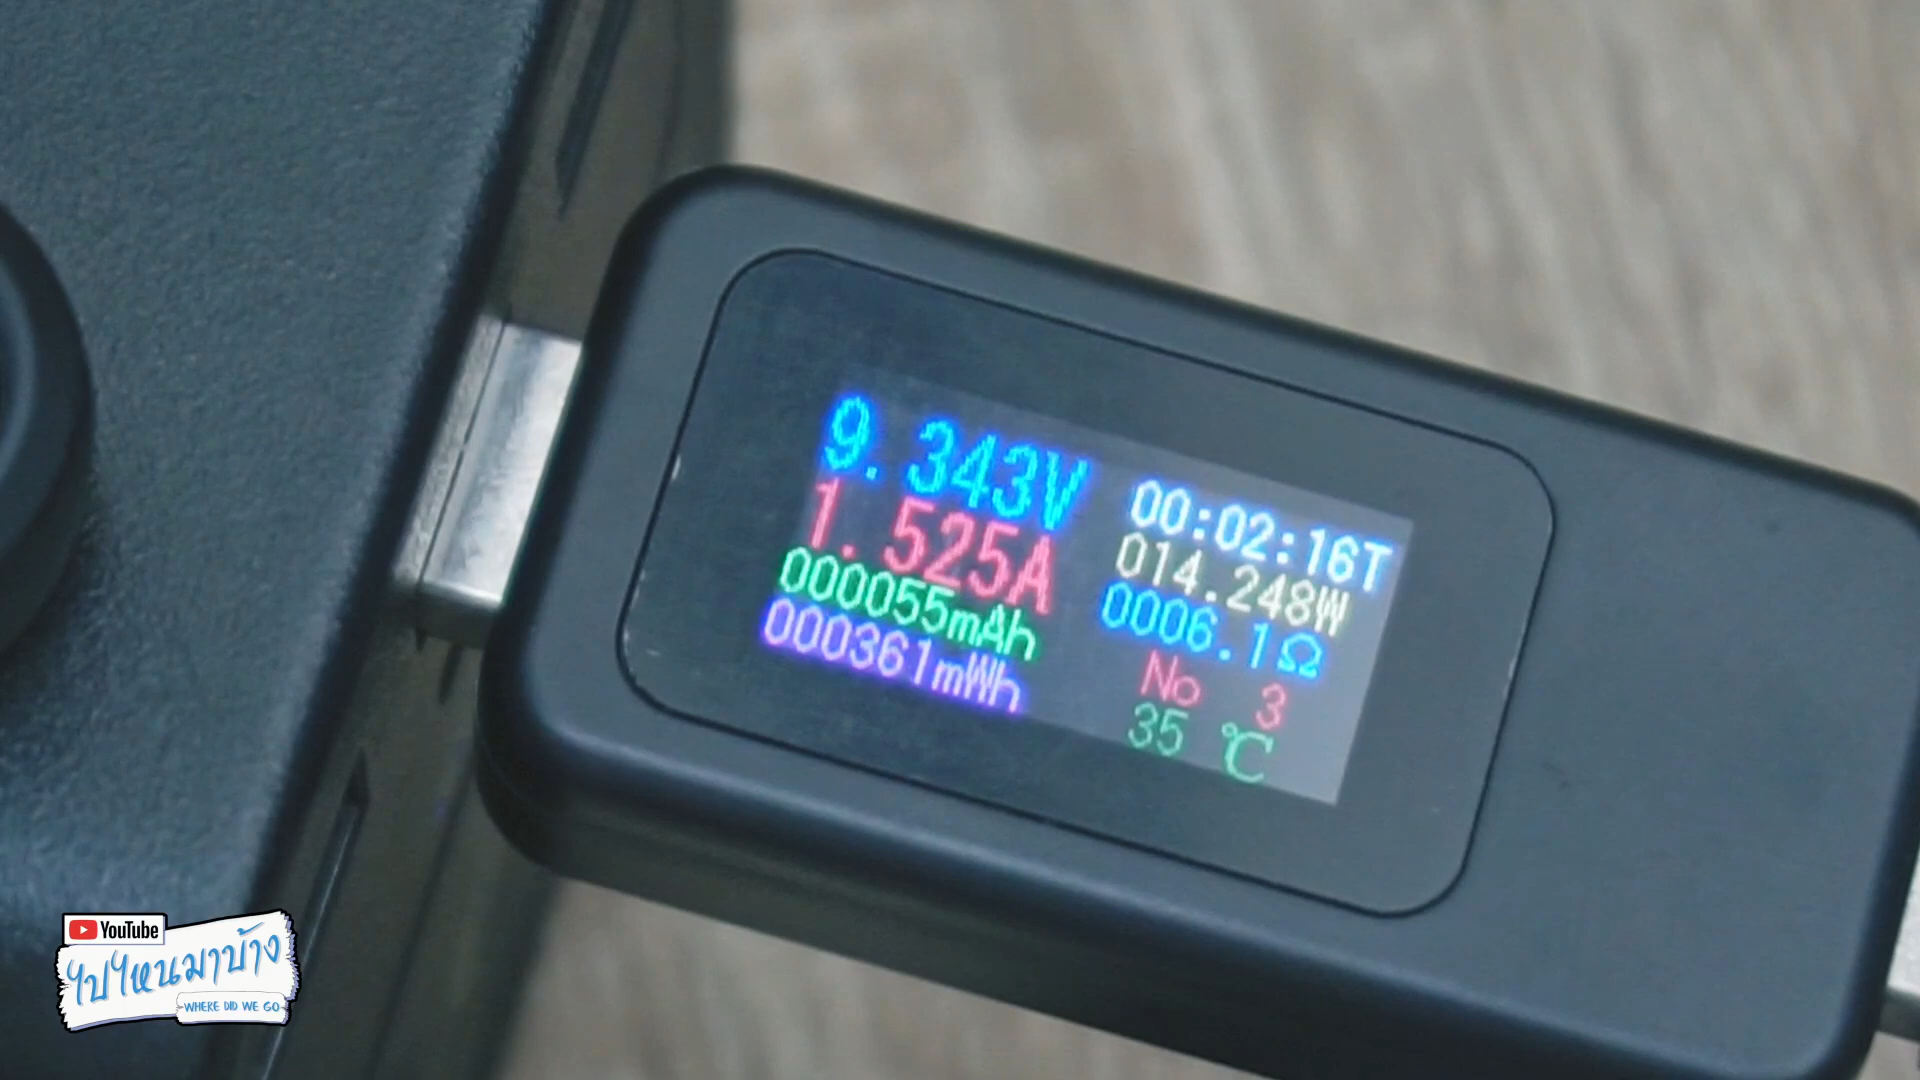 9.343V
1.525A
000055mAh
000361mWh
00:02:16T
014.248W
0006.1Ω
No 3
35 ℃
YouTube
ไปไหนมาบ้าง
WHERE DID WE GO